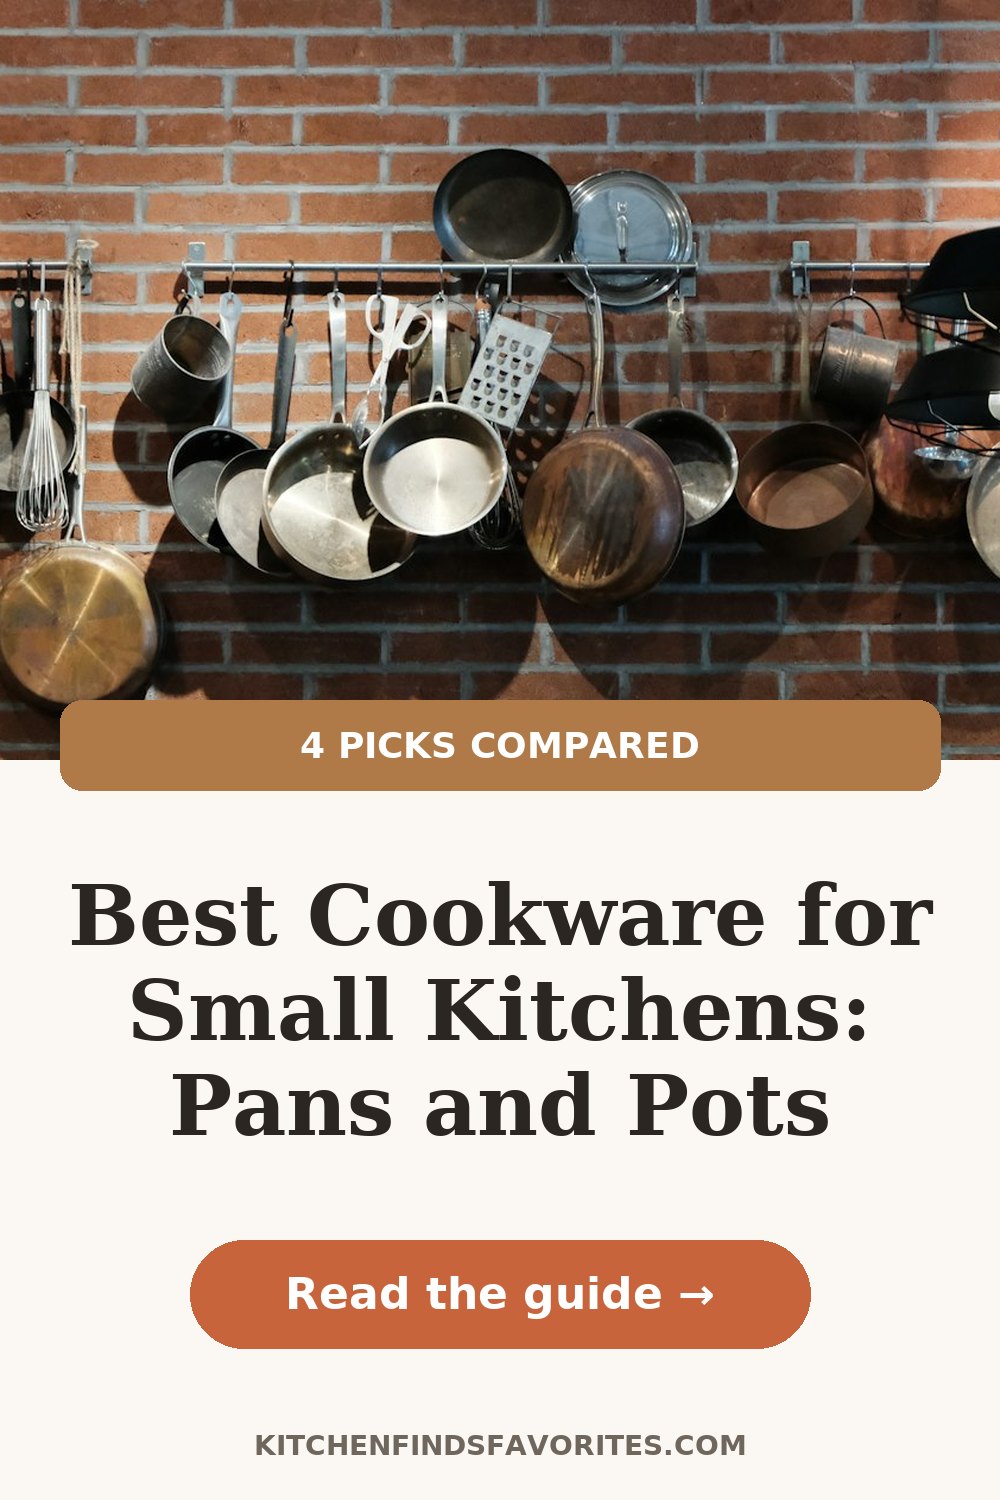 4 PICKS COMPARED
Best Cookware for
Small Kitchens:
Pans and Pots
Read the guide →
KITCHENFINDSFAVORITES.COM